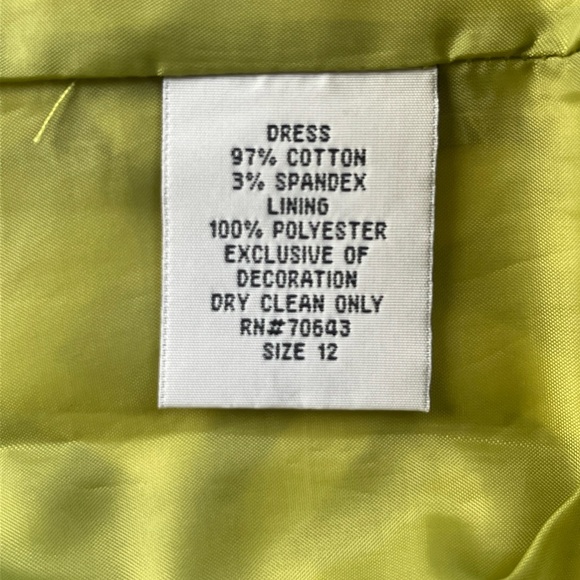 DRESS
97% COTTON
3% SPANDEX
LINING
100% POLYESTER
EXCLUSIVE OF
DECORATION
DRY CLEAN ONLY
RN#70643
SIZE 12